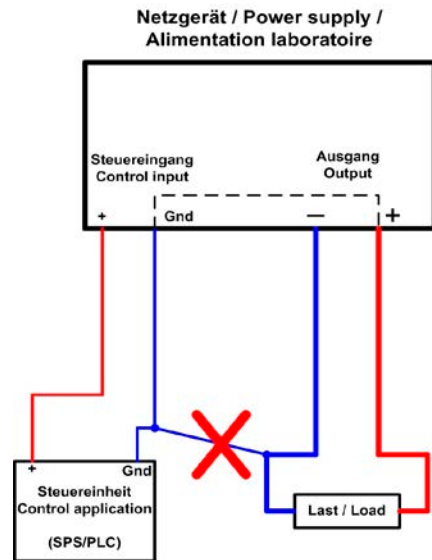 Netzgerät / Power supply /
Alimentation laboratoire
Steuereingang
Control input
Ausgang
Output
+
Gnd
—
+
+
Gnd
Steuereinheit
Control application
(SPS/PLC)
Last / Load